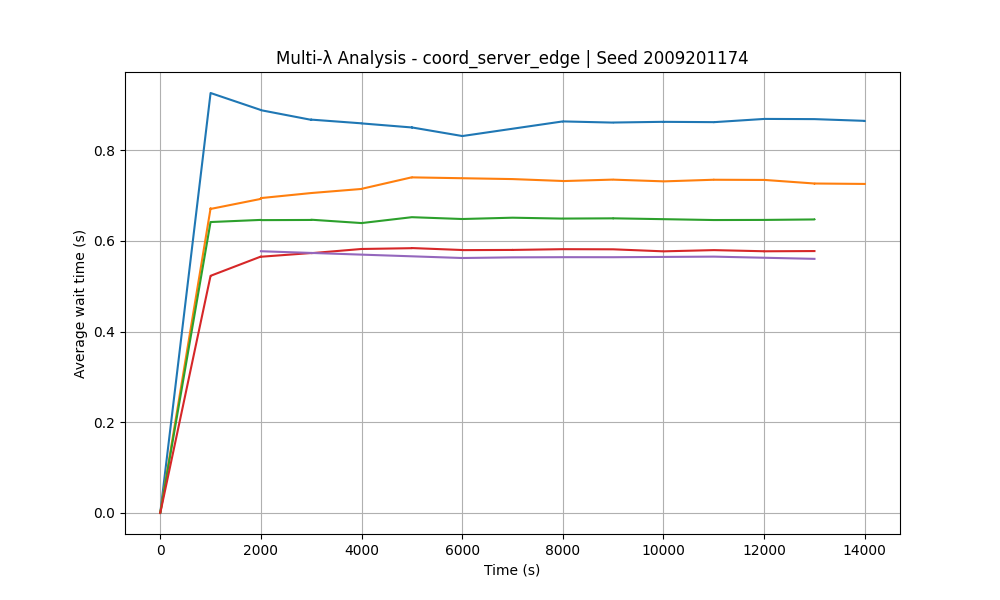 Multi-λ Analysis - coord_server_edge | Seed 2009201174
Average wait time (s)
0.8
0.6
0.4
0.2
0.0
0 2000 4000 6000 8000 10000 12000 14000
Time (s)